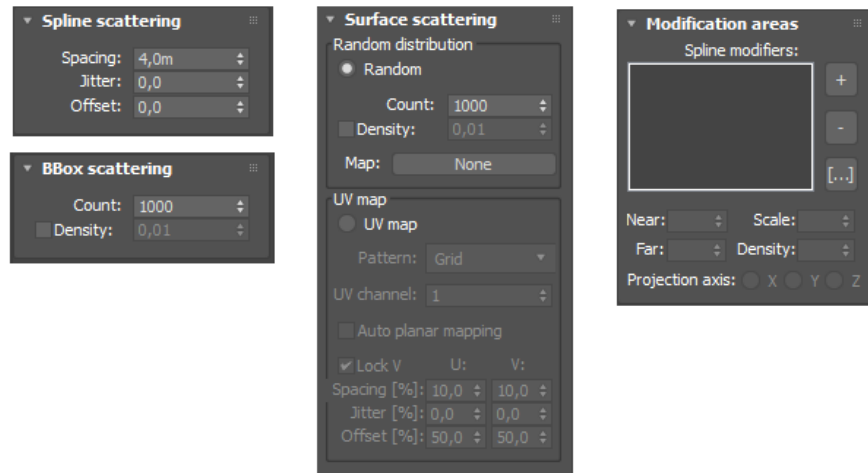 Spline scattering
Spacing: 4,0m
Jitter: 0,0
Offset: 0,0
BBox scattering
Count: 1000
Density: 0,01
Surface scattering
Random distribution
Random
Count: 1000
Density: 0,01
Map: None
UV map
UV map
Pattern: Grid
UV channel: 1
Auto planar mapping
Lock V U: V:
Spacing [%]: 10,0 10,0
Jitter [%]: 0,0 0,0
Offset [%]: 50,0 50,0
Modification areas
Spline modifiers:
+
-
[...]
Near: Scale:
Far: Density:
Projection axis: X Y Z